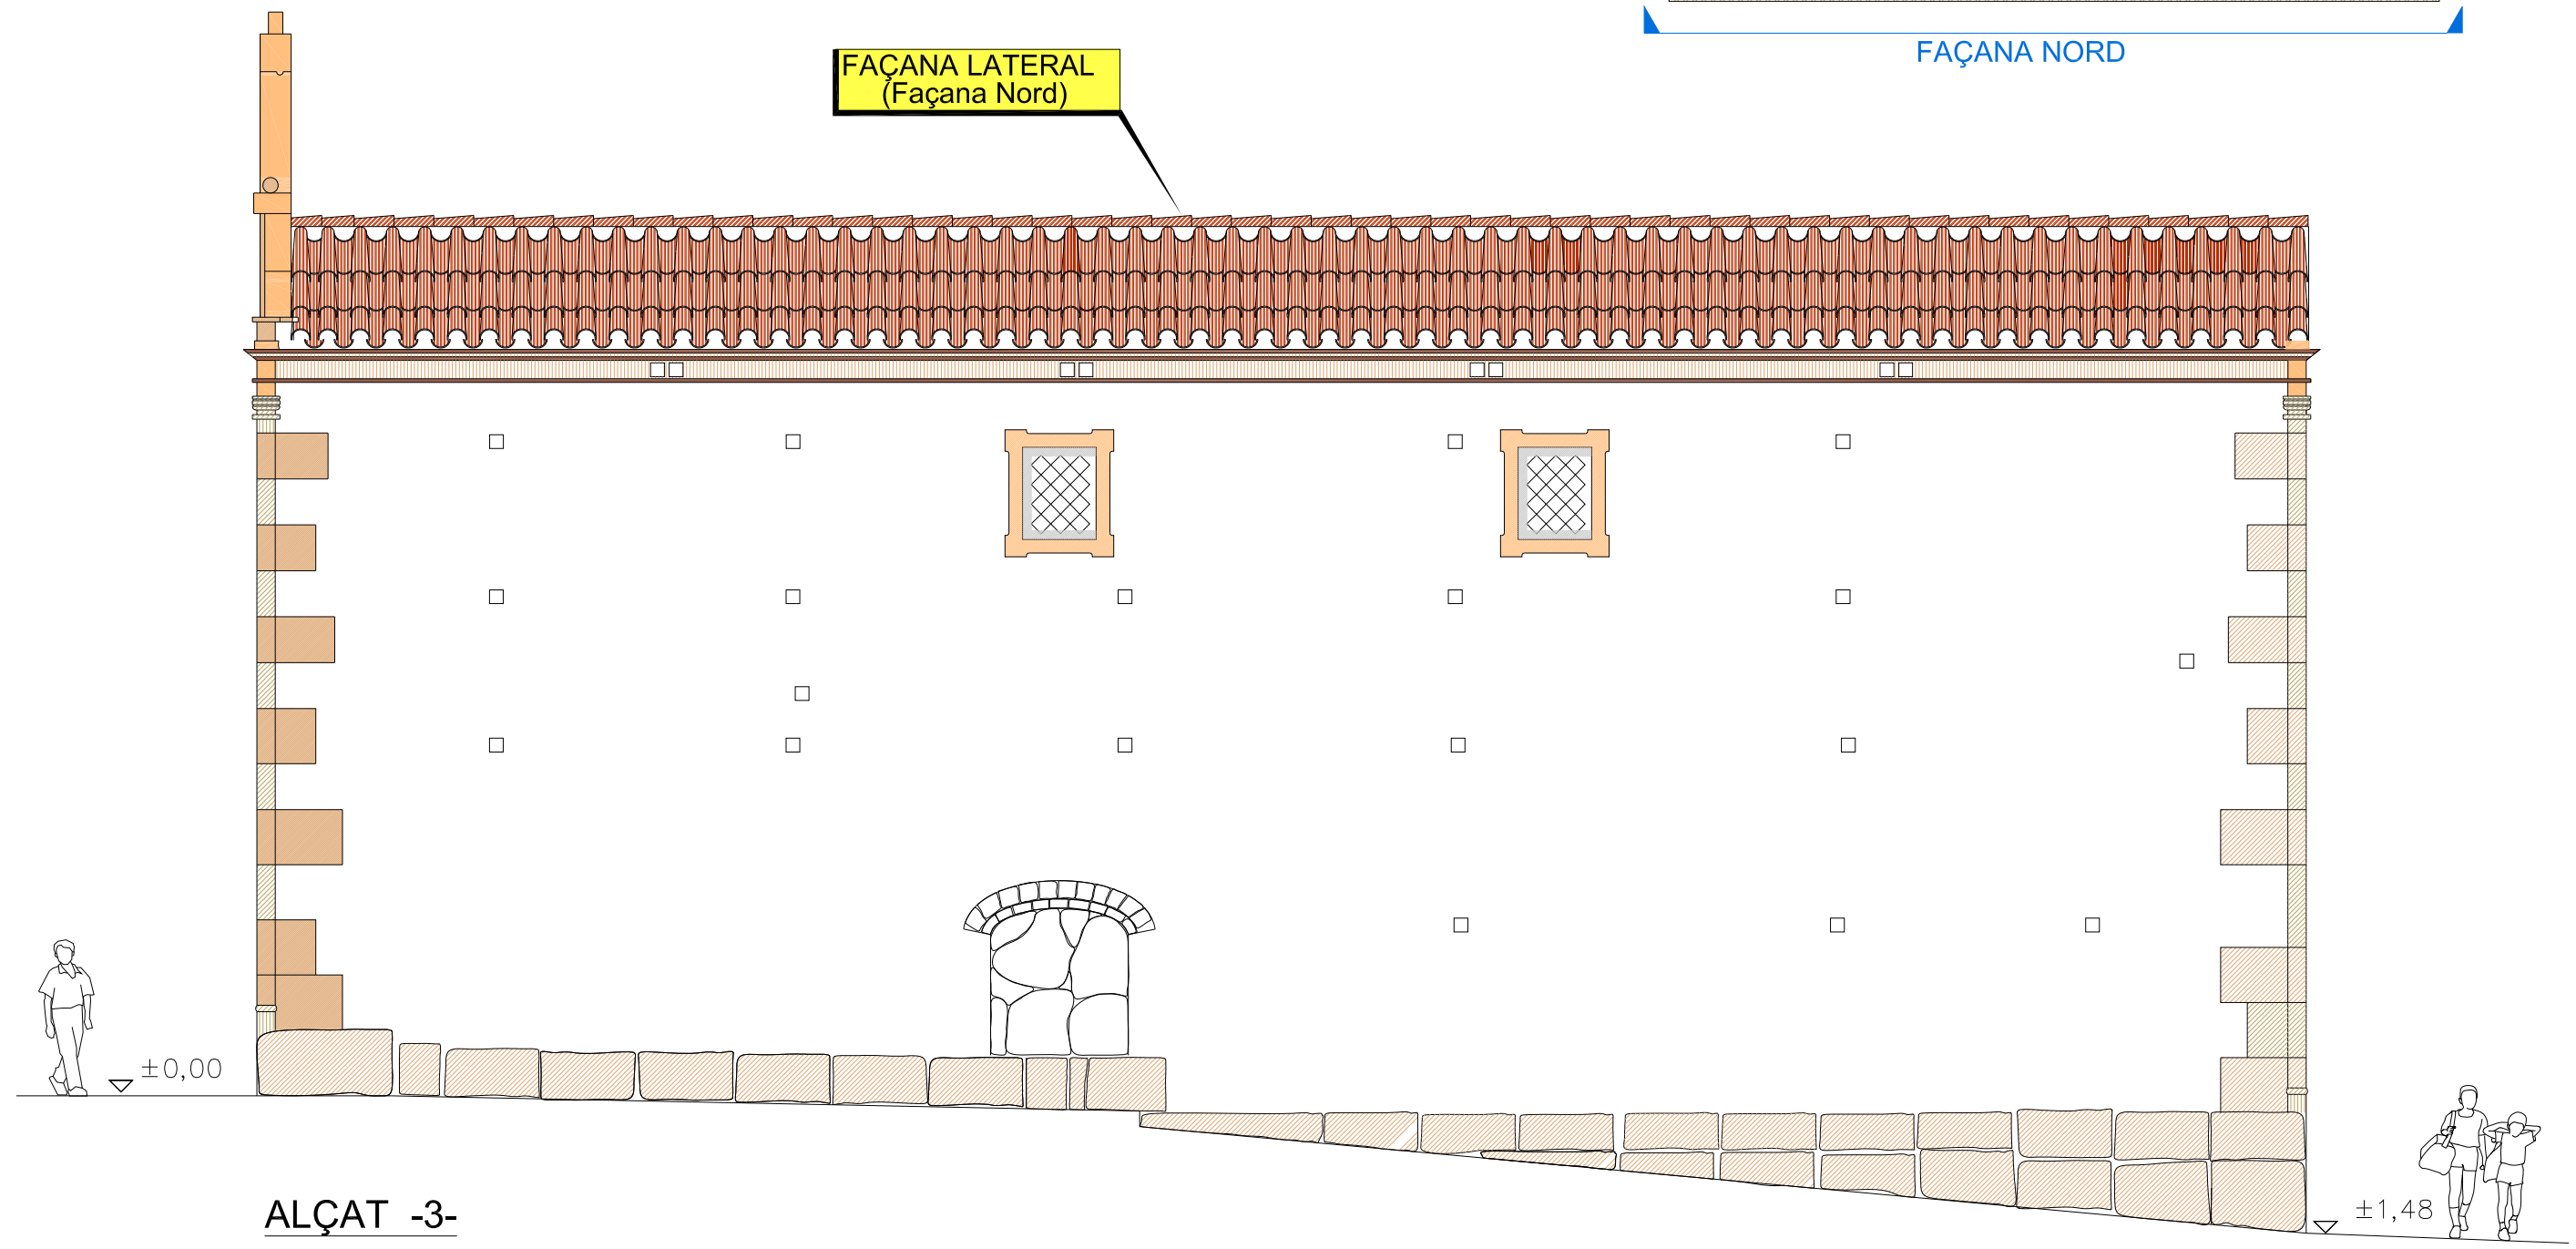 FAÇANA NORD
FAÇANA LATERAL
(Façana Nord)
±0,00
±1,48
ALÇAT -3-